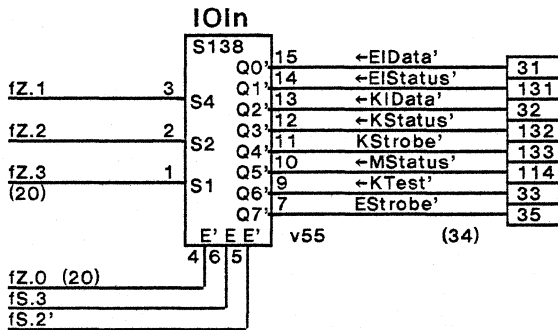 IOIn
S138
Q0' 15 ←EIData' 31
Q1' 14 ←EIStatus' 131
fZ.1 3 S4 Q2' 13 ←KIData' 32
Q3' 12 ←KStatus' 132
fZ.2 2 S2 Q4' 11 KStrobe' 133
Q5' 10 ←MStatus' 114
fZ.3 1 S1 Q6' 9 ←KTest' 33
(20) Q7' 7 EStrobe' 35
E' E E' v55 (34)
4 6 5
fZ.0 (20)
fS.3
fS.2'